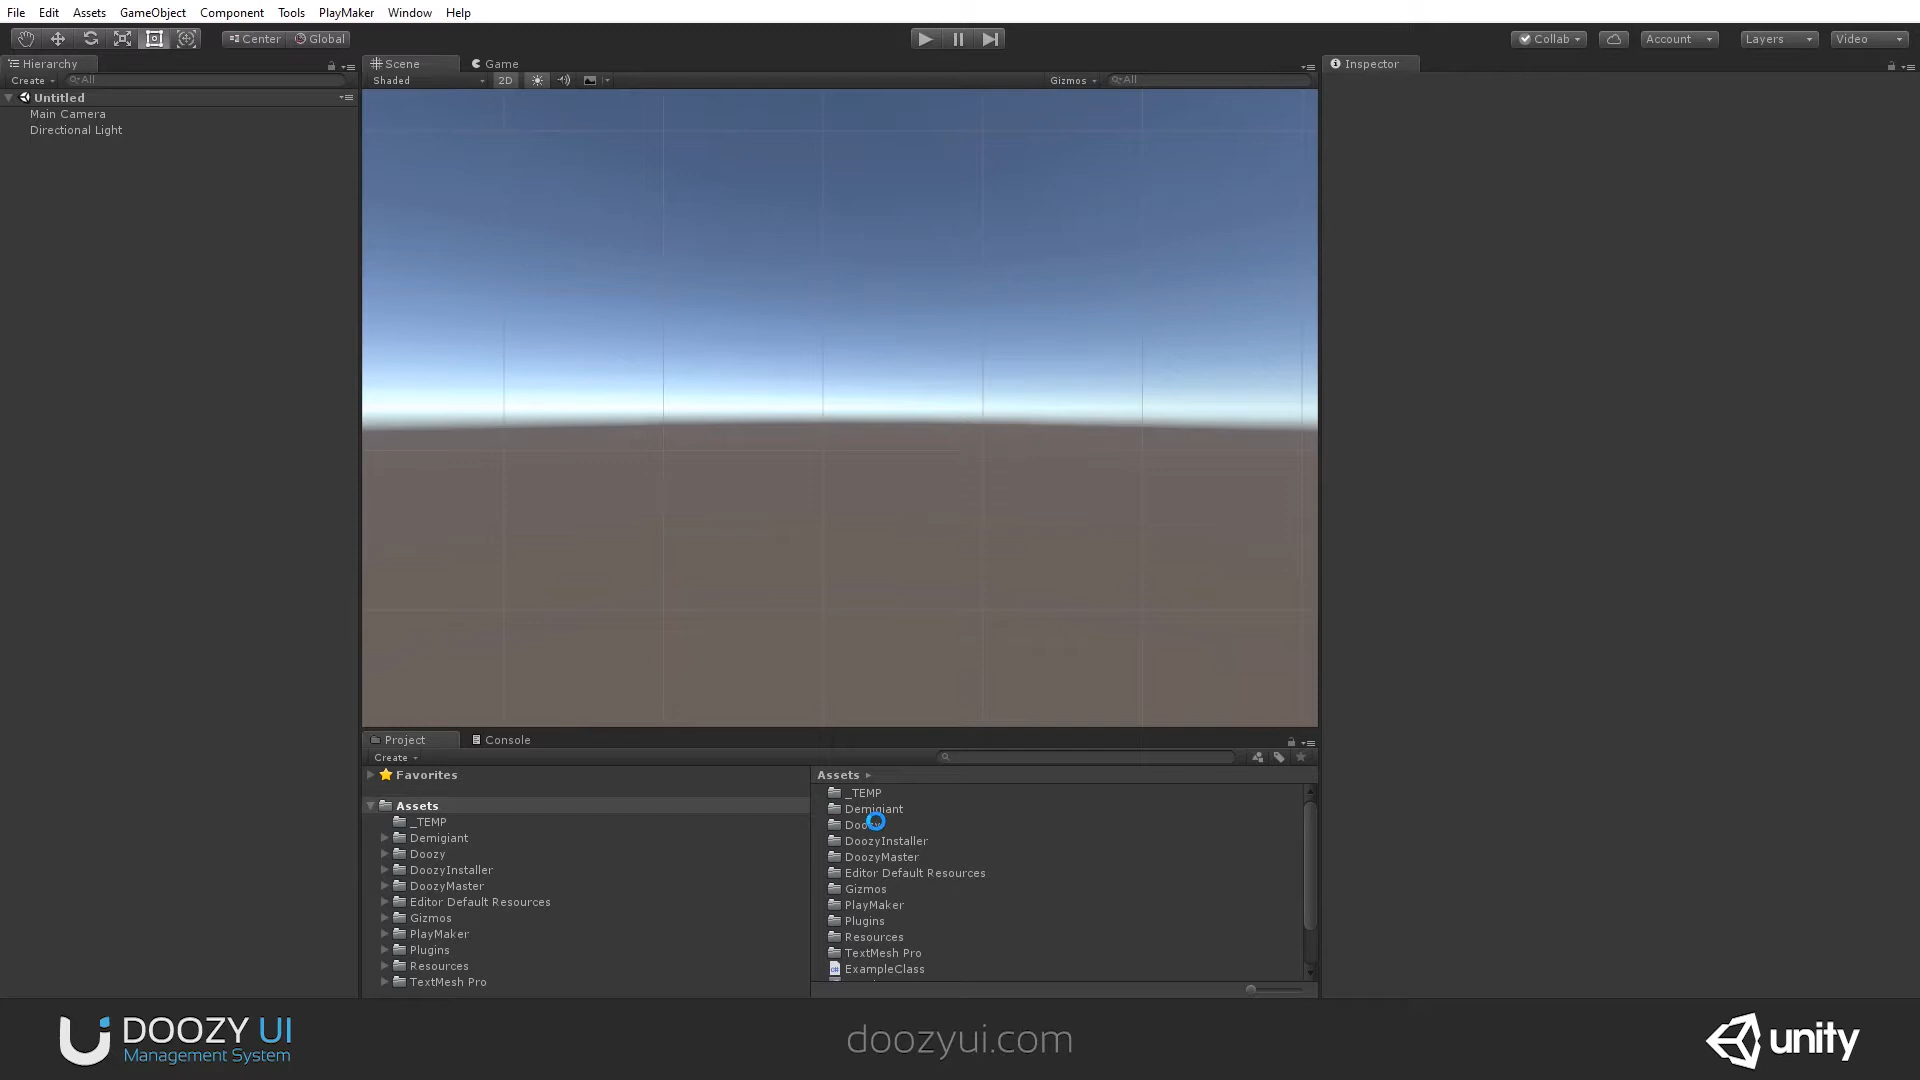 File Edit Assets GameObject Component Tools PlayMaker Window Help
Center Global Collab Account Layers Video
Hierarchy
Create All
Untitled
Main Camera
Directional Light
Scene Game
Shaded 2D Gizmos All
Inspector
Project Console
Create
Favorites
Assets
_TEMP
Demigiant
Doozy
DoozyInstaller
DoozyMaster
Editor Default Resources
Gizmos
PlayMaker
Plugins
Resources
TextMesh Pro
Assets
_TEMP
Demigiant
DoozyInstaller
DoozyMaster
Editor Default Resources
Gizmos
PlayMaker
Plugins
Resources
TextMesh Pro
ExampleClass
DOOZY UI
Management System
doozyui.com
unity